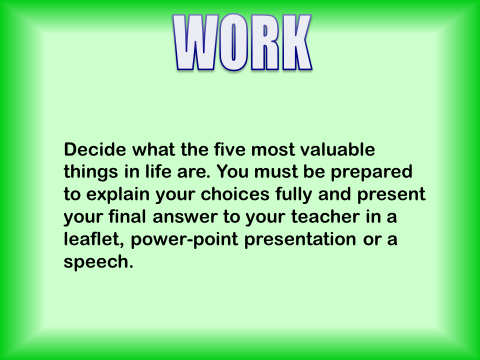 WORK
Decide what the five most valuable
things in life are. You must be prepared
to explain your choices fully and present
your final answer to your teacher in a
leaflet, power-point presentation or a
speech.